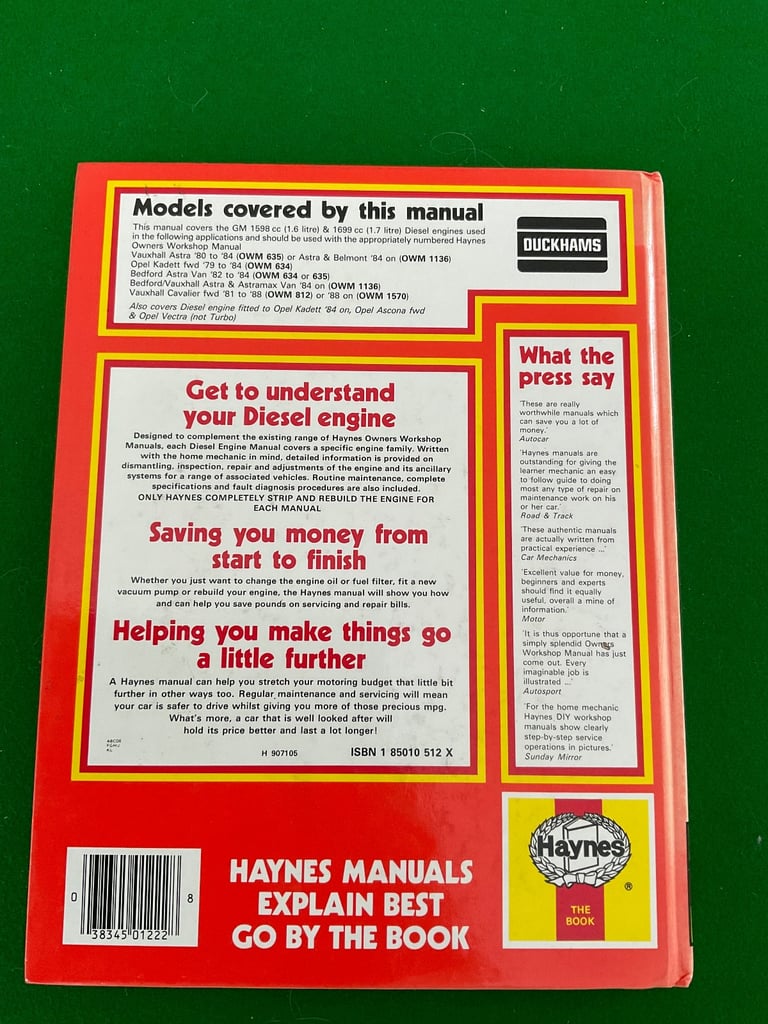 Models covered by this manual
This manual covers the GM 1598 cc (1.6 litre) & 1699 cc (1.7 litre) Diesel engines used
in the following applications and should be used with the appropriately numbered Haynes
Owners Workshop Manual
Vauxhall Astra '80 to '84 (OWM 635) or Astra & Belmont '84 on (OWM 1136)
Opel Kadett fwd '79 to '84 (OWM 634)
Bedford Astra Van '82 to '84 (OWM 634 or 635)
Bedford/Vauxhall Astra & Astramax Van '84 on (OWM 1136)
Vauxhall Cavalier fwd '81 to '88 (OWM 812) or '88 on (OWM 1570)
Also covers Diesel engine fitted to Opel Kadett '84 on, Opel Ascona fwd
& Opel Vectra (not Turbo)
DUCKHAMS
Get to understand
your Diesel engine
Designed to complement the existing range of Haynes Owners Workshop
Manuals, each Diesel Engine Manual covers a specific engine family. Written
with the home mechanic in mind, detailed information is provided on
dismantling, inspection, repair and adjustments of the engine and its ancillary
systems for a range of associated vehicles. Routine maintenance, complete
specifications and fault diagnosis procedures are also included.
ONLY HAYNES COMPLETELY STRIP AND REBUILD THE ENGINE FOR
EACH MANUAL
Saving you money from
start to finish
Whether you just want to change the engine oil or fuel filter, fit a new
vacuum pump or rebuild your engine, the Haynes manual will show you how
and can help you save pounds on servicing and repair bills.
Helping you make things go
a little further
A Haynes manual can help you stretch your motoring budget that little bit
further in other ways too. Regular maintenance and servicing will mean
your car is safer to drive whilst giving you more of those precious mpg.
What's more, a car that is well looked after will
hold its price better and last a lot longer!
ABCDE
FGHIJ
KL
H 907105
ISBN 1 85010 512 X
What the
press say
'These are really
worthwhile manuals which
can save you a lot of
money.'
Autocar
'Haynes manuals are
outstanding for giving the
learner mechanic an easy
to follow guide to doing
most any type of repair on
maintenance work on his
or her car.'
Road & Track
'These authentic manuals
are actually written from
practical experience ...'
Car Mechanics
'Excellent value for money,
beginners and experts
should find it equally
useful, overall a mine of
information.'
Motor
'It is thus opportune that a
simply splendid Owners
Workshop Manual has just
come out. Every
imaginable job is
illustrated ...'
Autosport
'For the home mechanic
Haynes DIY workshop
manuals show clearly
step-by-step service
operations in pictures.'
Sunday Mirror
0 38345 01222 8
HAYNES MANUALS
EXPLAIN BEST
GO BY THE BOOK
Haynes
®
THE
BOOK